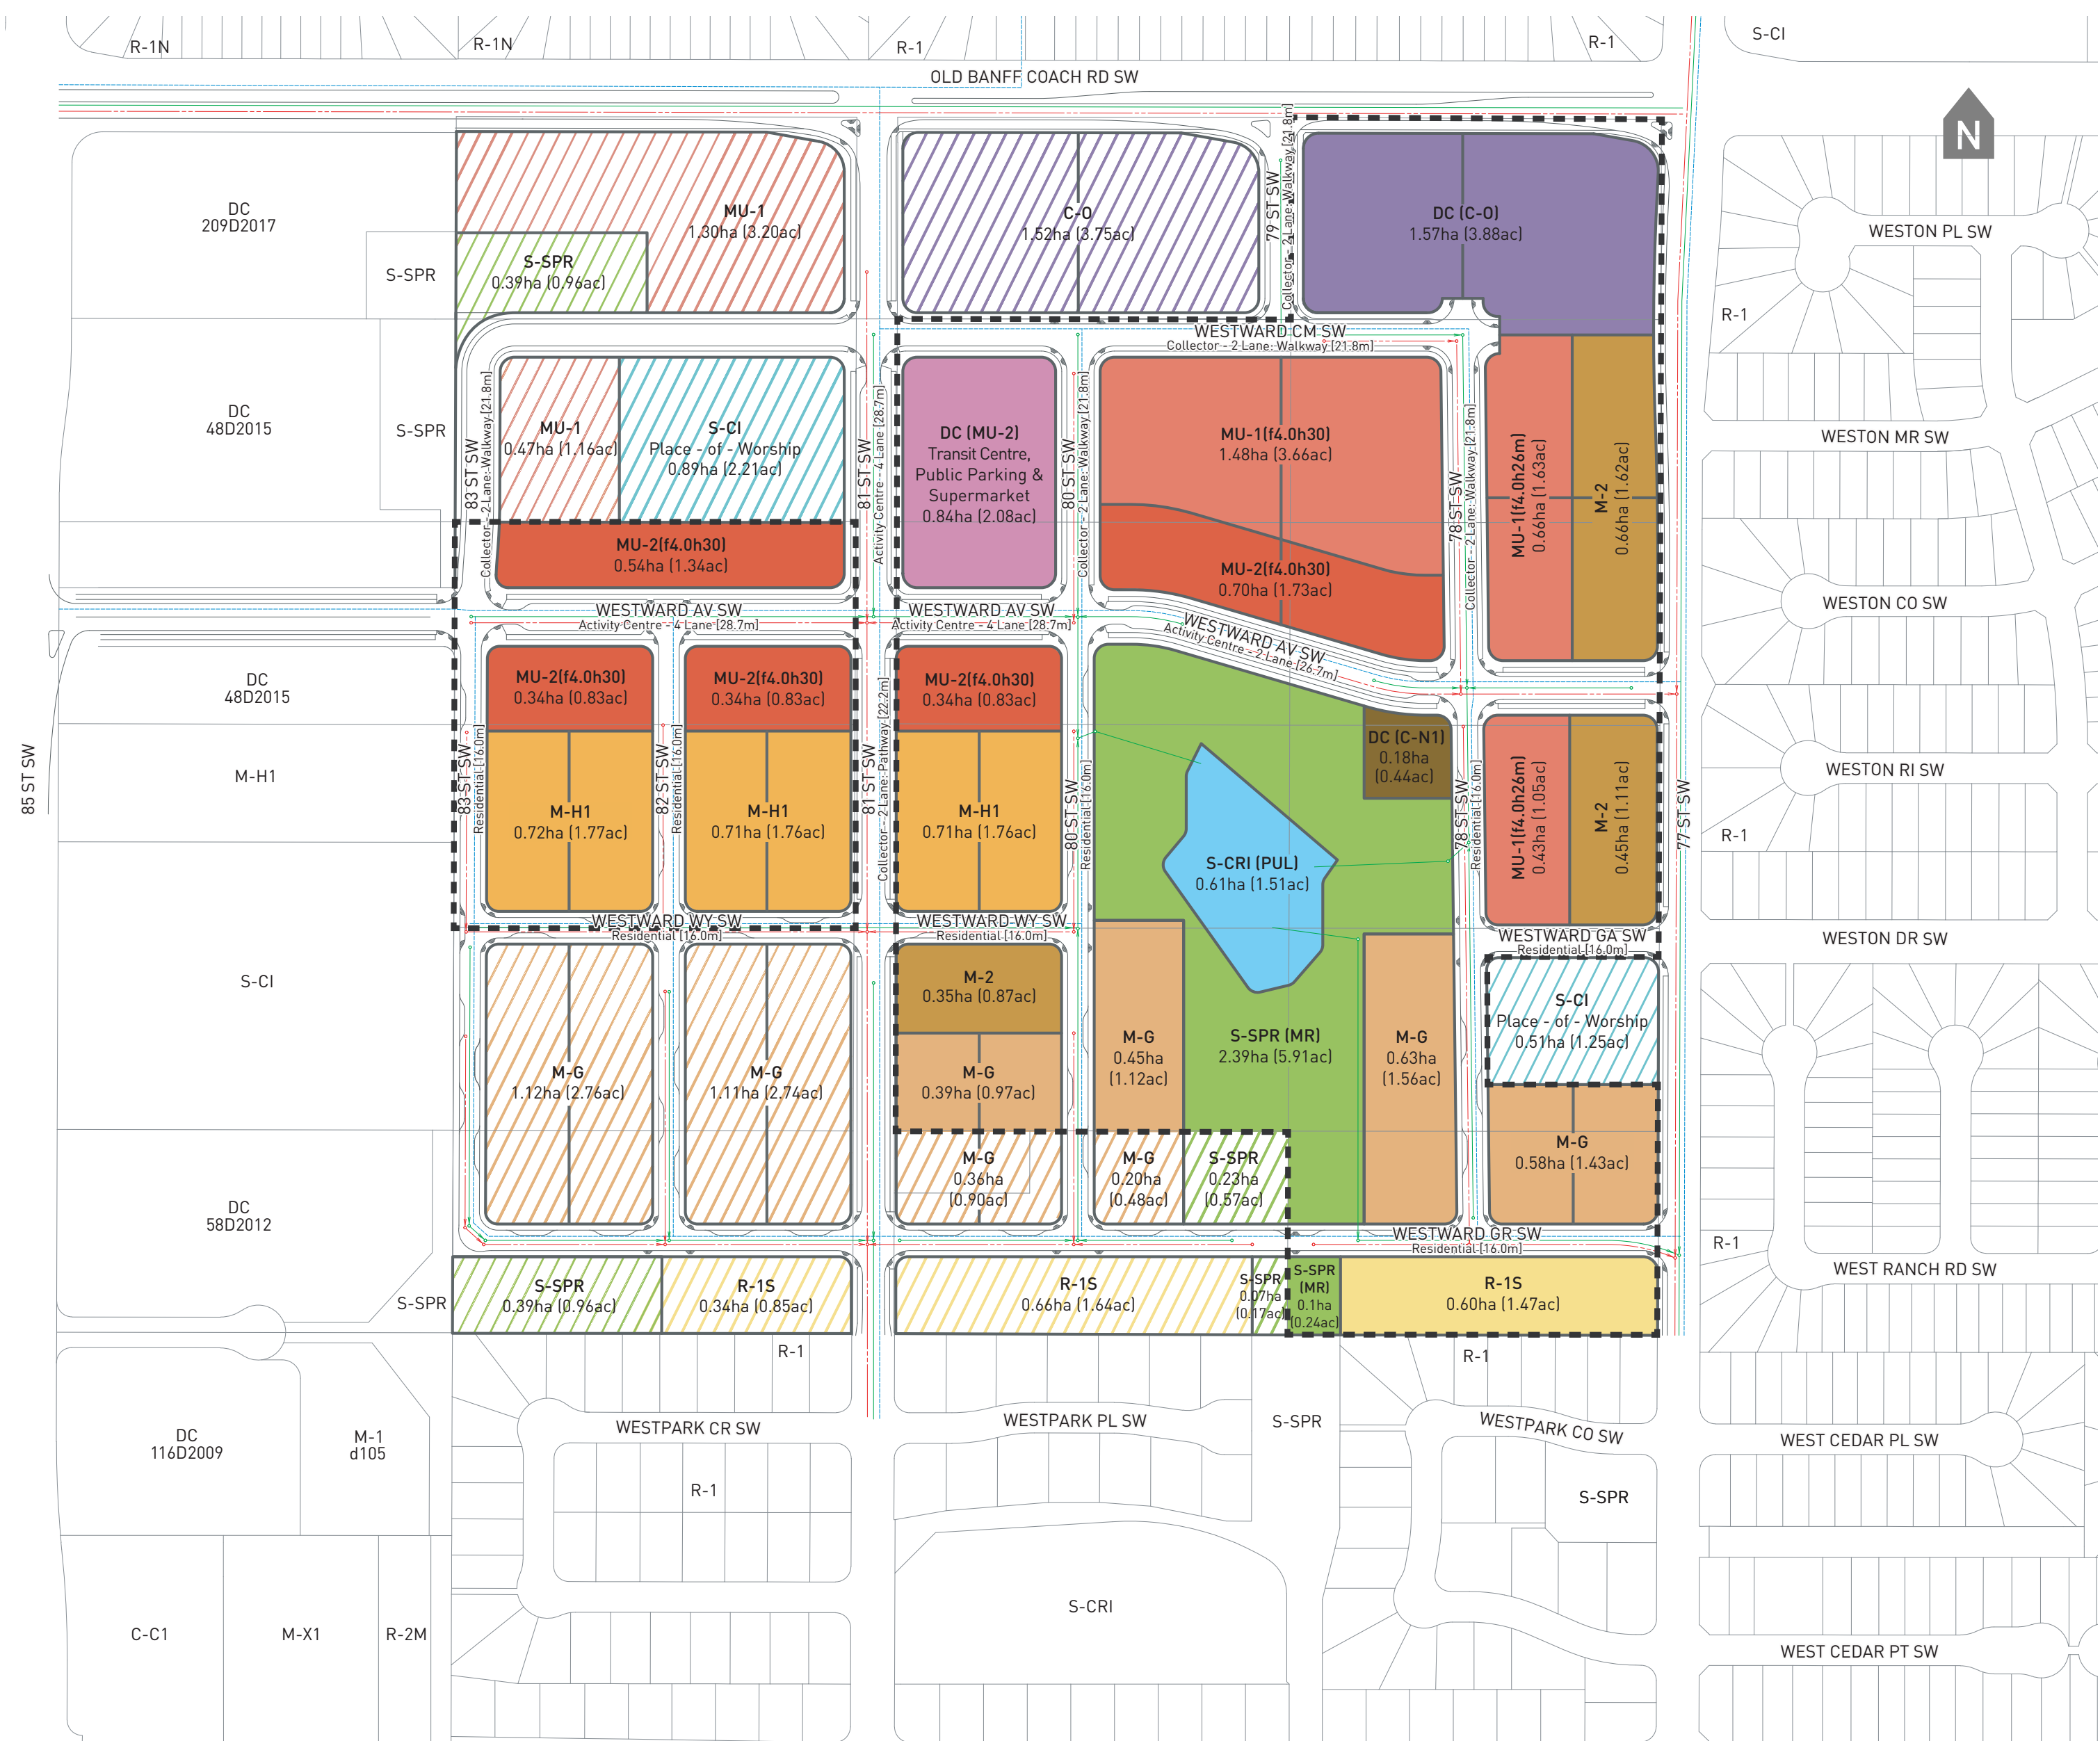 R-1N
R-1N
R-1
R-1
S-CI
OLD BANFF COACH RD SW
N
DC
209D2017
S-SPR
MU-1
1.30ha (3.20ac)
S-SPR
0.39ha (0.96ac)
C-O
1.52ha (3.75ac)
79 ST SW
Collector - 2 Lane: Walkway [21.8m]
DC (C-O)
1.57ha (3.88ac)
WESTON PL SW
R-1
WESTWARD CM SW
Collector - 2 Lane: Walkway [21.8m]
DC
48D2015
S-SPR
83 ST SW
Collector - 2 Lane: Walkway [21.8m]
MU-1
0.47ha (1.16ac)
S-CI
Place - of - Worship
0.89ha (2.21ac)
81 ST SW
Activity Centre - 4 Lane [28.7m]
DC (MU-2)
Transit Centre,
Public Parking &
Supermarket
0.84ha (2.08ac)
80 ST SW
Collector - 2 Lane: Walkway [21.8m]
MU-1(f4.0h30)
1.48ha (3.66ac)
MU-2(f4.0h30)
0.70ha (1.73ac)
78 ST SW
Collector - 2 Lane: Walkway [21.8m]
MU-1(f4.0h26m)
0.66ha (1.63ac)
M-2
0.66ha (1.62ac)
WESTON MR SW
MU-2(f4.0h30)
0.54ha (1.34ac)
WESTON CO SW
WESTWARD AV SW
Activity Centre - 4 Lane [28.7m]
WESTWARD AV SW
Activity Centre - 4 Lane [28.7m]
WESTWARD AV SW
Activity Centre - 2 Lane [26.7m]
DC
48D2015
MU-2(f4.0h30)
0.34ha (0.83ac)
MU-2(f4.0h30)
0.34ha (0.83ac)
MU-2(f4.0h30)
0.34ha (0.83ac)
85 ST SW
M-H1
83 ST SW
Residential [16.0m]
M-H1
0.72ha (1.77ac)
82 ST SW
Residential [16.0m]
M-H1
0.71ha (1.76ac)
81 ST SW
Collector - 2 Lane: Pathway [22.2m]
M-H1
0.71ha (1.76ac)
80 ST SW
Residential [16.0m]
DC (C-N1)
0.18ha
(0.44ac)
S-CRI (PUL)
0.61ha (1.51ac)
78 ST SW
Residential [16.0m]
MU-1(f4.0h26m)
0.43ha (1.05ac)
M-2
0.45ha (1.11ac)
77 ST SW
WESTON RI SW
R-1
WESTWARD WY SW
Residential [16.0m]
WESTWARD WY SW
Residential [16.0m]
WESTWARD GA SW
Residential [16.0m]
WESTON DR SW
S-CI
M-G
1.12ha (2.76ac)
M-G
1.11ha (2.74ac)
M-2
0.35ha (0.87ac)
M-G
0.39ha (0.97ac)
M-G
0.45ha
(1.12ac)
S-SPR (MR)
2.39ha (5.91ac)
M-G
0.63ha
(1.56ac)
S-CI
Place - of - Worship
0.51ha (1.25ac)
M-G
0.58ha (1.43ac)
M-G
0.36ha
(0.90ac)
M-G
0.20ha
(0.48ac)
S-SPR
0.23ha
(0.57ac)
DC
58D2012
WESTWARD GR SW
Residential [16.0m]
R-1
WEST RANCH RD SW
S-SPR
S-SPR
0.39ha (0.96ac)
R-1S
0.34ha (0.85ac)
R-1S
0.66ha (1.64ac)
S-SPR
0.07ha
(0.17ac)
S-SPR
(MR)
0.1ha
(0.24ac)
R-1S
0.60ha (1.47ac)
R-1
R-1
DC
116D2009
M-1
d105
WESTPARK CR SW
WESTPARK PL SW
S-SPR
WESTPARK CO SW
WEST CEDAR PL SW
R-1
S-SPR
C-C1
M-X1
R-2M
S-CRI
WEST CEDAR PT SW